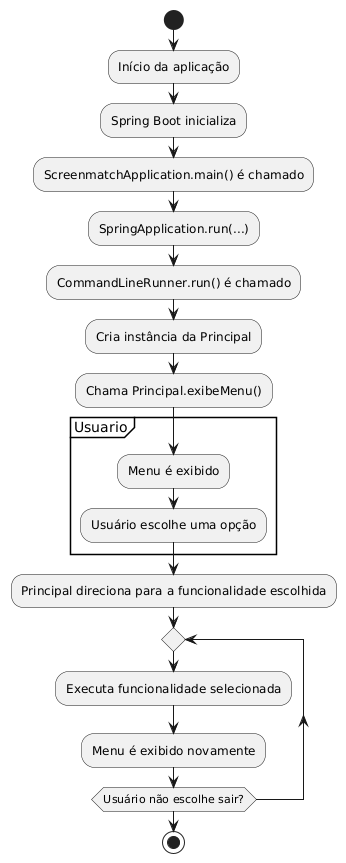 Início da aplicação
Spring Boot inicializa
ScreenmatchApplication.main() é chamado
SpringApplication.run(...)
CommandLineRunner.run() é chamado
Cria instância da Principal
Chama Principal.exibeMenu()
Usuario
Menu é exibido
Usuário escolhe uma opção
Principal direciona para a funcionalidade escolhida
Executa funcionalidade selecionada
Menu é exibido novamente
Usuário não escolhe sair?